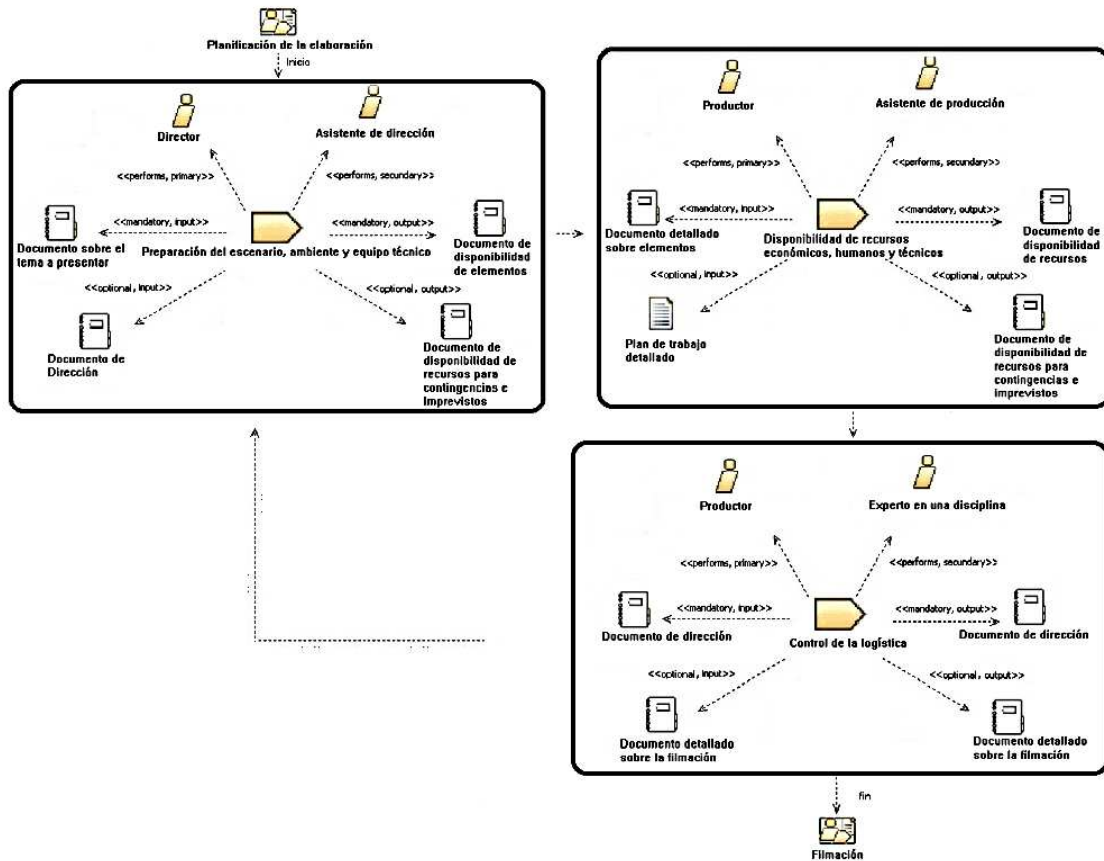 Planificación de la elaboración
Inicio
Director
Asistente de dirección
<<performs, primary>>
<<performs, secundary>>
<<mandatory, input>>
<<mandatory, output>>
Documento sobre el
tema a presentar
Preparación del escenario, ambiente y equipo técnico
Documento de
disponibilidad
de elementos
<<optional, input>>
<<optional, output>>
Documento de
Dirección
Documento de
disponibilidad de
recursos para
contingencias e
Imprevistos
Productor
Asistente de producción
<<performs, primary>>
<<performs, secundary>>
<<mandatory, input>>
<<mandatory, output>>
Documento detallado
sobre elementos
Disponibilidad de recursos
económicos, humanos y técnicos
Documento de
disponibilidad
de recursos
<<optional, input>>
<<optional, output>>
Plan de trabajo
detallado
Documento de
disponibilidad de
recursos para
contingencias e
imprevistos
Productor
Experto en una disciplina
<<performs, primary>>
<<performs, secundary>>
<<mandatory, input>>
<<mandatory, output>>
Documento de dirección
Control de la logística
Documento de dirección
<<optional, input>>
<<optional, output>>
Documento detallado
sobre la filmación
Documento detallado
sobre la filmación
fin
Filmación